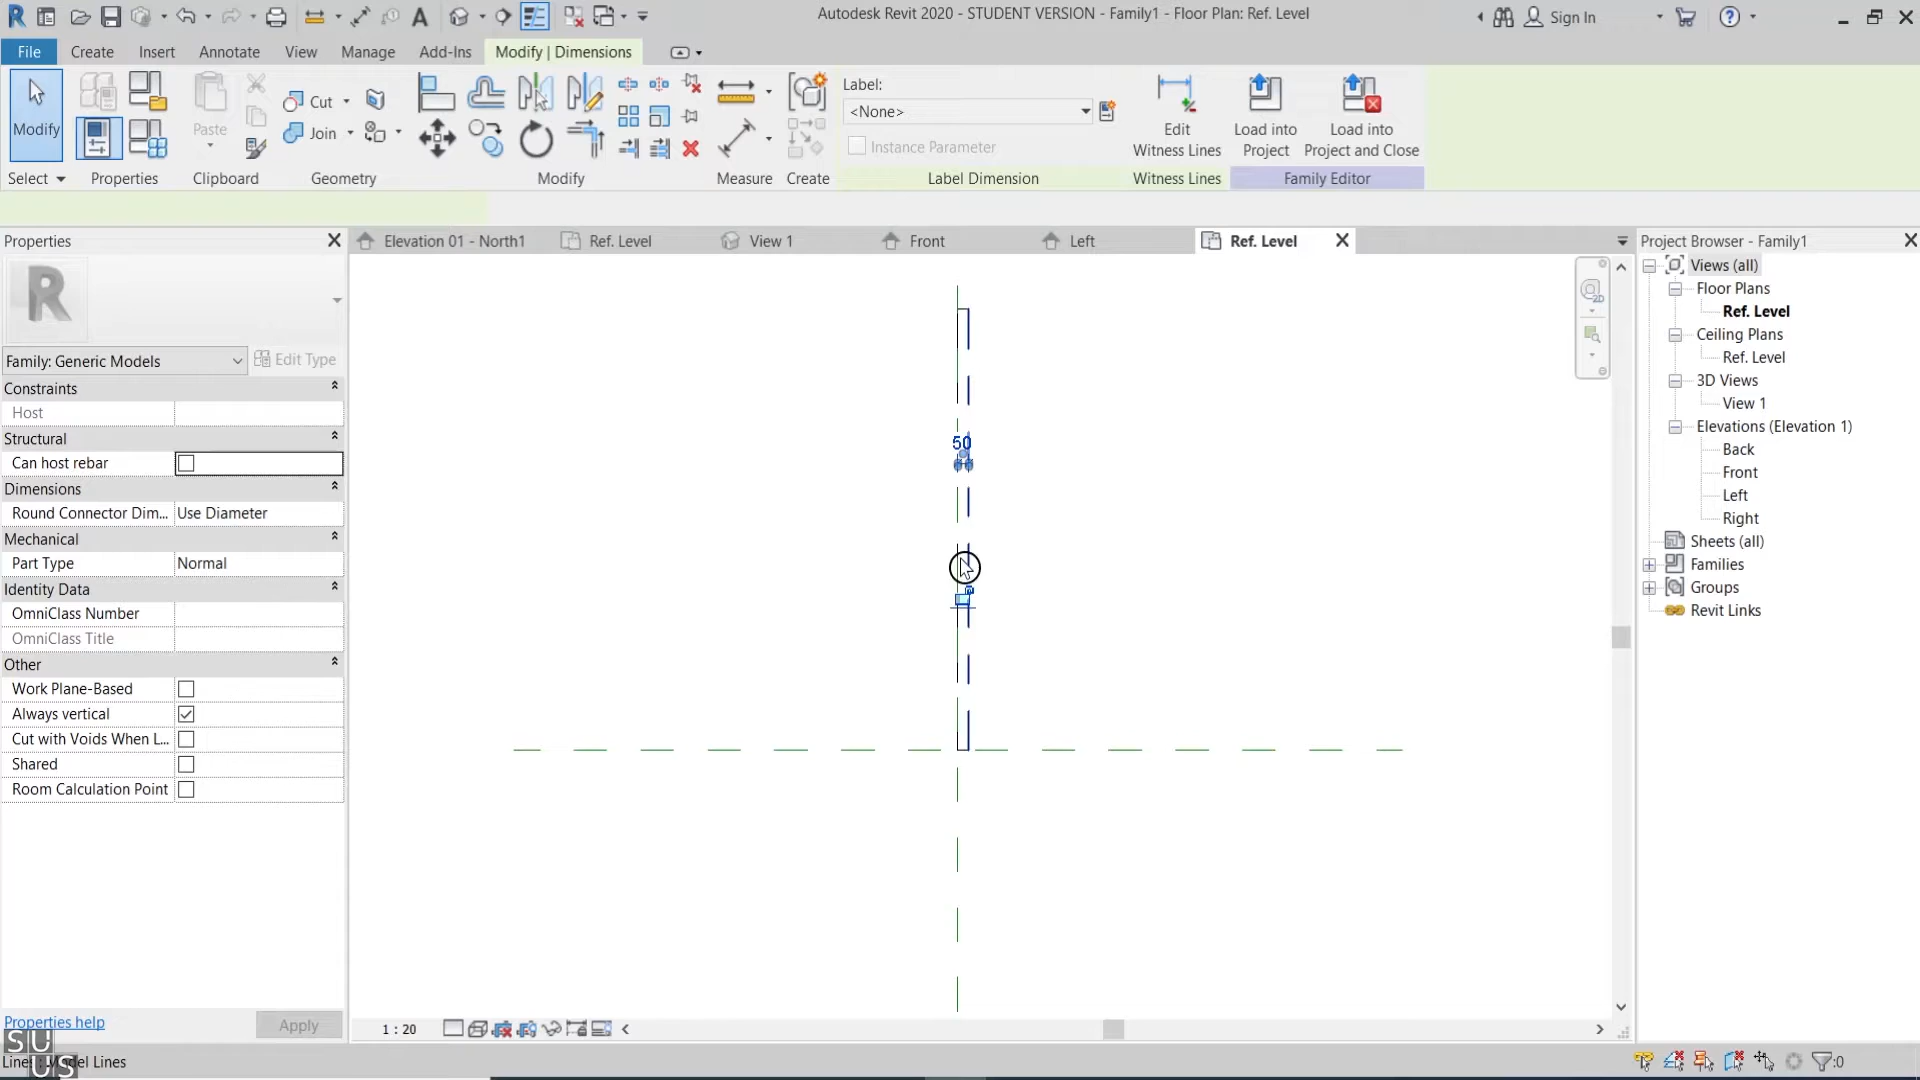 Autodesk Revit 2020 - STUDENT VERSION - Family1 - Floor Plan: Ref. Level
Sign In
File Create Insert Annotate View Manage Add-Ins Modify | Dimensions
Modify
Paste
Cut
Join
Label:
<None>
Instance Parameter
Edit
Witness Lines
Load into
Project
Load into
Project and Close
Select Properties Clipboard Geometry Modify Measure Create Label Dimension Witness Lines Family Editor
Properties
Elevation 01 - North1 Ref. Level View 1 Front Left Ref. Level
Project Browser - Family1
Family: Generic Models
Edit Type
Constraints
Host
Structural
Can host rebar
Dimensions
Round Connector Dim... Use Diameter
Mechanical
Part Type Normal
Identity Data
OmniClass Number
OmniClass Title
Other
Work Plane-Based
Always vertical
Cut with Voids When L...
Shared
Room Calculation Point
Properties help
Apply
50
2D
Views (all)
Floor Plans
Ref. Level
Ceiling Plans
Ref. Level
3D Views
View 1
Elevations (Elevation 1)
Back
Front
Left
Right
Sheets (all)
Families
Groups
Revit Links
1 : 20
Model Lines
:0